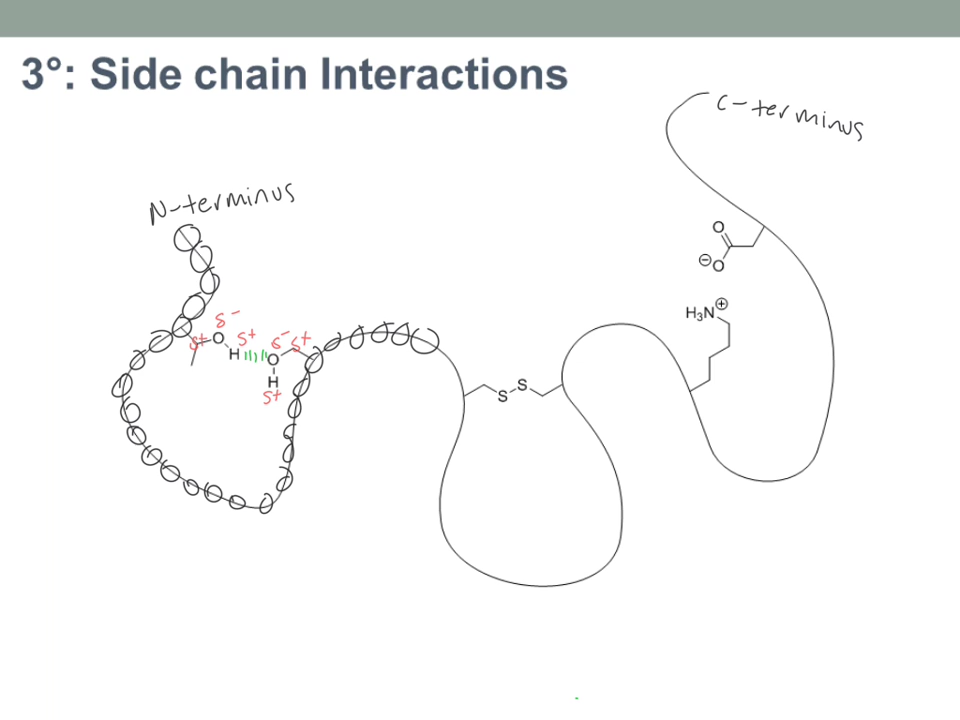 3°: Side chain Interactions
C-terminus
N-terminus
O
⊖O
H₃N⊕
δ-
δ+ O δ+ δ- δ+
H O
H
δ+
S
S